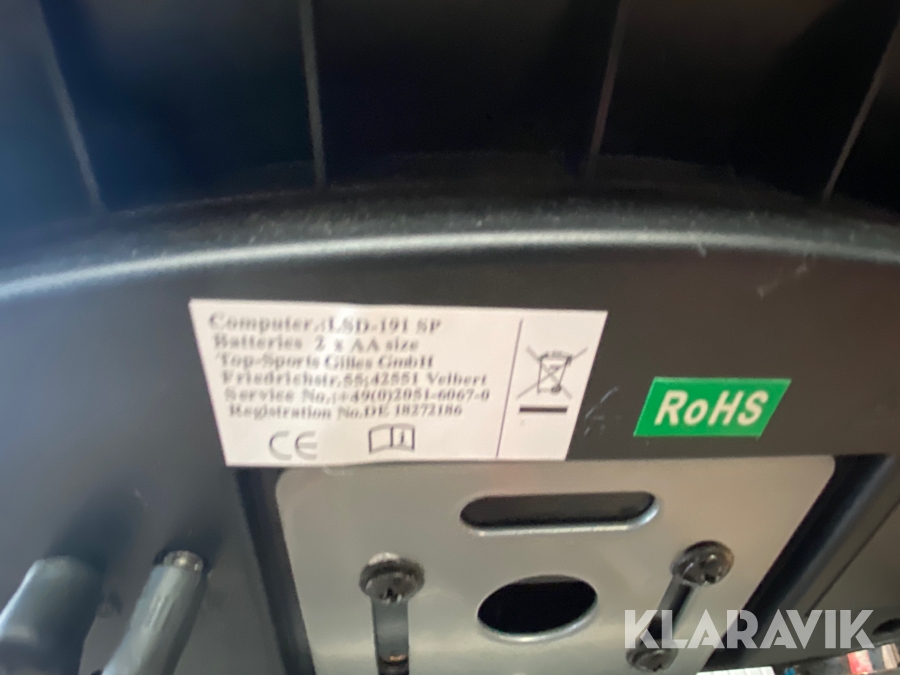 Computer.:LSD-191 SP
Batteries 2 x AA size
Top-Sports Gilles GmbH
Friedrichstr.55;42551 Velbert
Service No.:+49(0)2051-6067-0
Registration No.DE 18272186
CE
i
RoHS
KLARAVIK